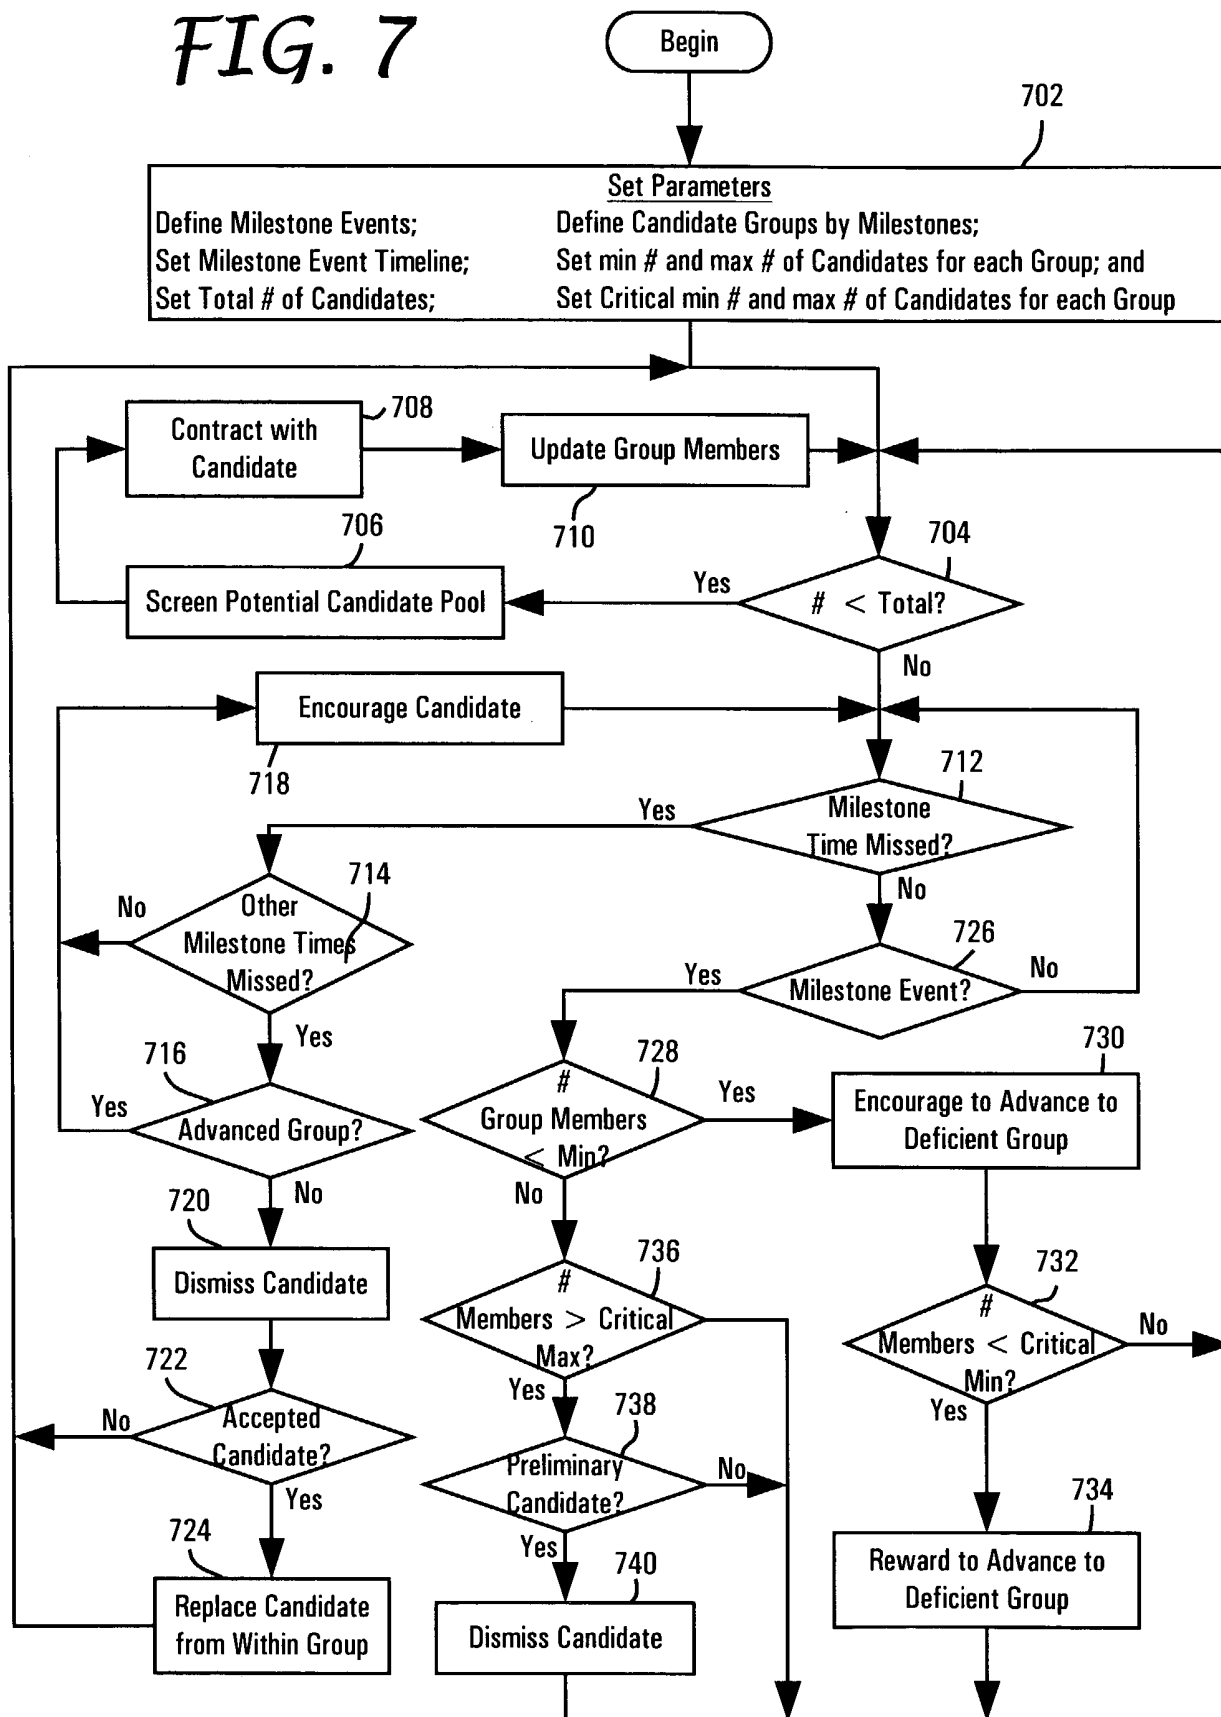 FIG. 7
Begin
702
Set Parameters
Define Milestone Events;
Define Candidate Groups by Milestones;
Set Milestone Event Timeline;
Set min # and max # of Candidates for each Group; and
Set Total # of Candidates;
Set Critical min # and max # of Candidates for each Group
708
Contract with
Candidate
Update Group Members
710
706
704
Screen Potential Candidate Pool
Yes
# < Total?
No
Encourage Candidate
718
712
Yes
Milestone
Time Missed?
No
714
No
Other
Milestone Times
Missed?
Yes
726
Yes
Milestone Event?
No
716
Yes
Advanced Group?
No
728
#
Group Members
< Min?
Yes
No
730
Encourage to Advance to
Deficient Group
720
Dismiss Candidate
736
#
Members > Critical
Max?
Yes
732
#
Members < Critical
Min?
No
Yes
722
No
Accepted
Candidate?
Yes
738
Preliminary
Candidate?
No
Yes
724
Replace Candidate
from Within Group
740
Dismiss Candidate
734
Reward to Advance to
Deficient Group